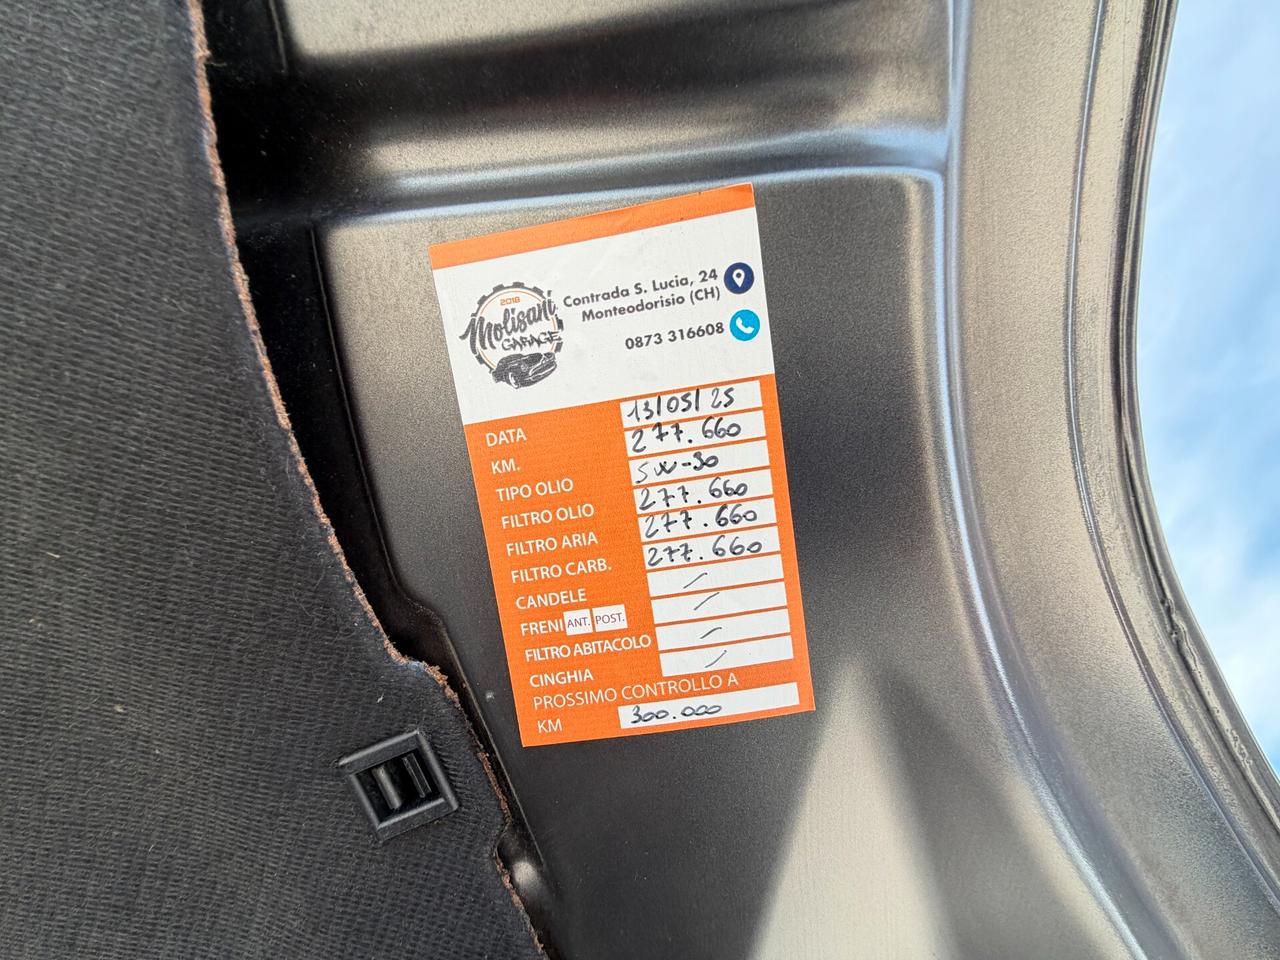 2018
Molisani
GARAGE
Contrada S. Lucia, 24
Monteodorisio (CH)
0873 316608
DATA 13/05/25
KM. 277.660
TIPO OLIO 5W-30
FILTRO OLIO 277.660
FILTRO ARIA 277.660
FILTRO CARB. 277.660
CANDELE /
FRENI ANT. POST. /
FILTRO ABITACOLO /
CINGHIA /
PROSSIMO CONTROLLO A
KM 300.000